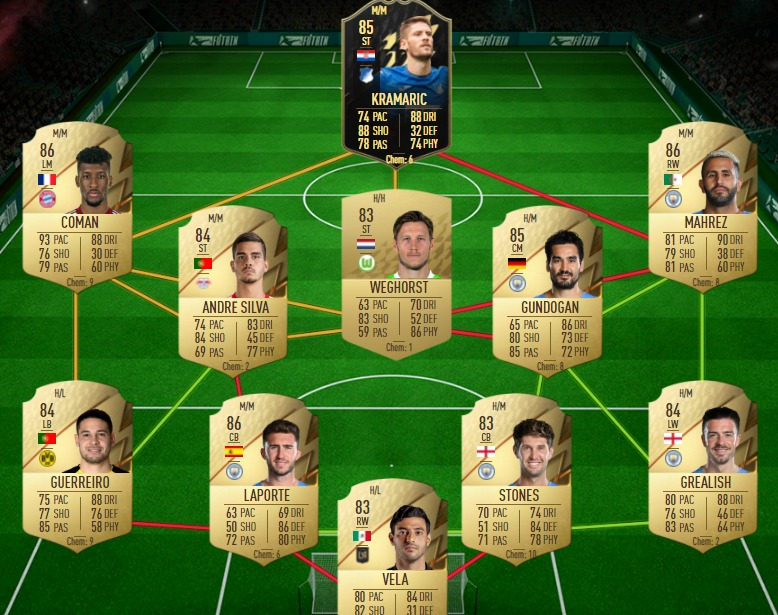 M/M
85
ST
KRAMARIC
74 PAC 88 DRI
88 SHO 32 DEF
78 PAS 74 PHY
Chem: 6
M/M
86
LM
COMAN
93 PAC 88 DRI
76 SHO 30 DEF
79 PAS 60 PHY
Chem: 9
M/M
84
ST
ANDRE SILVA
74 PAC 83 DRI
84 SHO 45 DEF
69 PAS 77 PHY
Chem: 2
H/H
83
ST
WEGHORST
63 PAC 70 DRI
83 SHO 52 DEF
59 PAS 86 PHY
Chem: 1
H/M
85
CM
GUNDOGAN
65 PAC 86 DRI
80 SHO 73 DEF
85 PAS 72 PHY
Chem: 8
M/M
86
RW
MAHREZ
81 PAC 90 DRI
79 SHO 38 DEF
81 PAS 60 PHY
Chem: 8
H/L
84
LB
GUERREIRO
75 PAC 88 DRI
77 SHO 76 DEF
85 PAS 58 PHY
Chem: 9
M/M
86
CB
LAPORTE
63 PAC 69 DRI
50 SHO 86 DEF
72 PAS 80 PHY
Chem: 6
H/L
83
RW
VELA
80 PAC 84 DRI
82 SHO 31 DEF
H/M
83
CB
STONES
70 PAC 74 DRI
51 SHO 84 DEF
71 PAS 78 PHY
Chem: 10
H/M
84
LW
GREALISH
80 PAC 88 DRI
76 SHO 46 DEF
83 PAS 64 PHY
Chem: 2